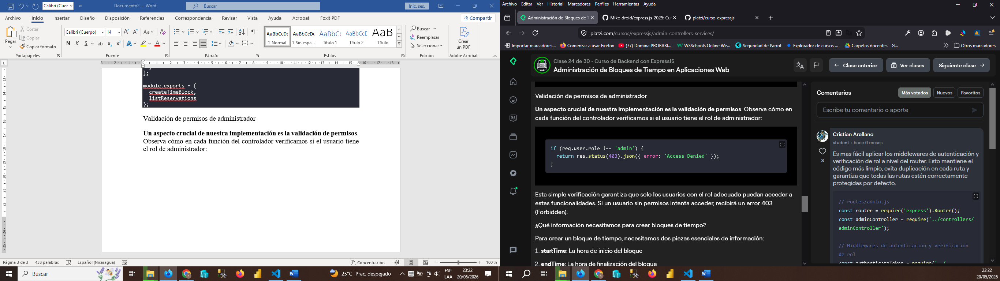 Calibri (Cuer
Documento2 - Word
Buscar
Inic. ses.
Archivo Inicio Insertar Diseño Disposición Referencias Correspondencia Revisar Vista Ayuda Acrobat Foxit PDF
Compartir
Pegar
Cortar
Copiar
Copiar formato
Portapapeles
Calibri (Cuerpo) 14
Fuente
Párrafo
AaBbCcDc AaBbCcDc AaBbCc AaBbCcD AaB
¶ Normal ¶ Sin espa... Título 1 Título 2 Título
Estilos
Buscar
Reemplazar
Seleccionar
Edición
Crear
un PDF
Adobe Acrobat
};
module.exports = {
createTimeBlock,
listReservations
};
Validación de permisos de administrador
Un aspecto crucial de nuestra implementación es la validación de permisos.
Observa cómo en cada función del controlador verificamos si el usuario tiene
el rol de administrador:
Página 3 de 3 438 palabras Español (Nicaragua) Concentración 100 %
Buscar
25°C Prac. despejado
ESP
LAA
23:22
20/05/2026
Archivo Editar Ver Historial Marcadores Perfiles Herramientas Ayuda
Administración de Bloques de T
Mike-droid/express.js-2025: Cu
platzi/curso-expressjs
platzi.com/cursos/expressjs/admin-controllers-services/
Importar marcadores... Comenzar a usar Firefox (77) Domina PROBABI... W3Schools Online We... Seguridad de Parrot Explorador de cursos ... Carpetas docentes - G... Otros marcadores
Clase 24 de 30 • Curso de Backend con ExpressJS
Administración de Bloques de Tiempo en Aplicaciones Web
Clase anterior
Ver clases
Siguiente clase
Validación de permisos de administrador
Un aspecto crucial de nuestra implementación es la validación de permisos. Observa cómo en
cada función del controlador verificamos si el usuario tiene el rol de administrador:
if (req.user.role !== 'admin') {
return res.status(403).json({ error: 'Access Denied' });
}
Esta simple verificación garantiza que solo los usuarios con el rol adecuado puedan acceder a
estas funcionalidades. Si un usuario sin permisos intenta acceder, recibirá un error 403
(Forbidden).
¿Qué información necesitamos para crear bloques de tiempo?
Para crear un bloque de tiempo, necesitamos dos piezas esenciales de información:
1. startTime: La hora de inicio del bloque
2. endTime: La hora de finalización del bloque
Comentarios
Más votados Nuevos Favoritos
Escribe tu comentario o aporte
Cristian Arellano
student • hace 6 meses
3
Es mas fácil aplicar los middlewares de autenticación y
verificación de rol a nivel del router. Esto mantiene el
código más limpio, evita duplicación en cada ruta y
garantiza que todas las rutas estén correctamente
protegidas por defecto.
// routes/admin.js
const router = require('express').Router();
const adminController = require('../controllers/
adminController');
// Middlewares de autenticación y verificación
de rol
const authenticateToken = require('../
23:22
20/05/2026